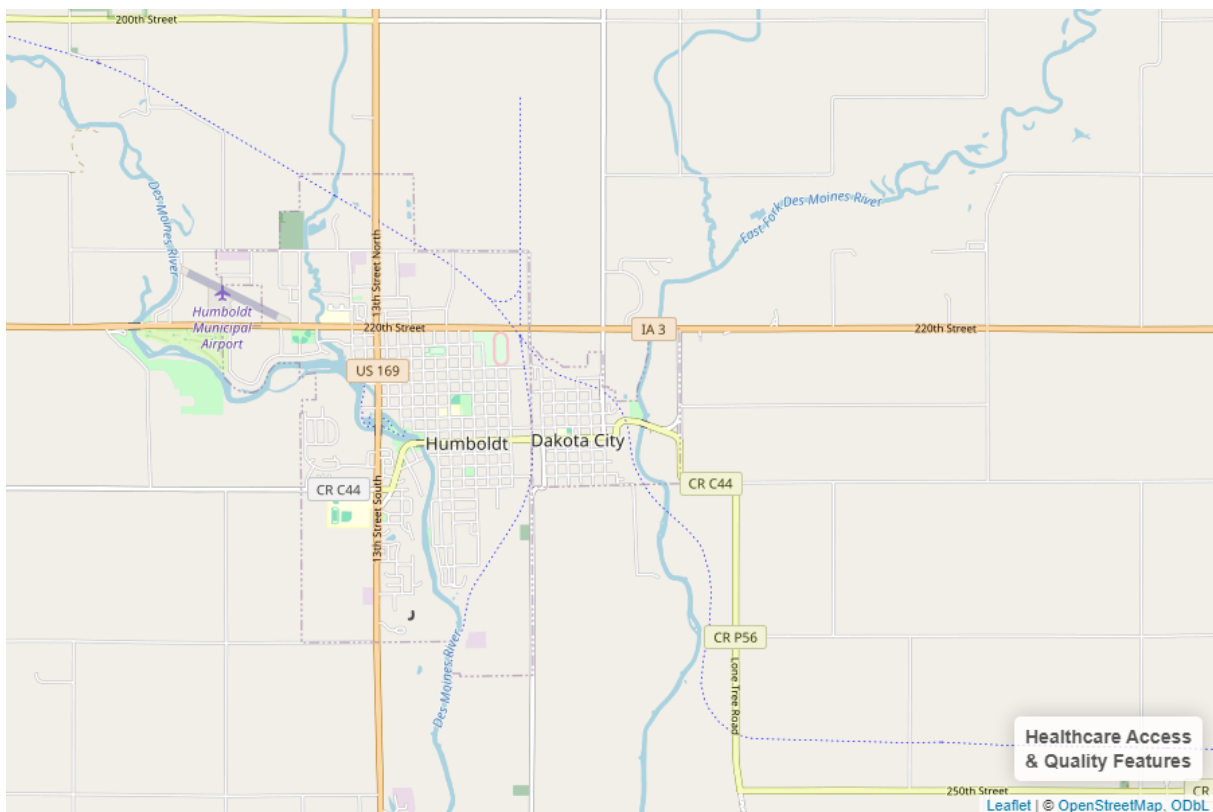 200th Street
Des Moines River
East Fork Des Moines River
13th Street North
Humboldt
Municipal
Airport
220th Street
IA 3
220th Street
US 169
Humboldt
Dakota City
CR C44
CR C44
13th Street South
CR P56
Des Moines River
Lone Tree Road
Healthcare Access
& Quality Features
250th Street
CR
Leaflet | © OpenStreetMap, ODbL